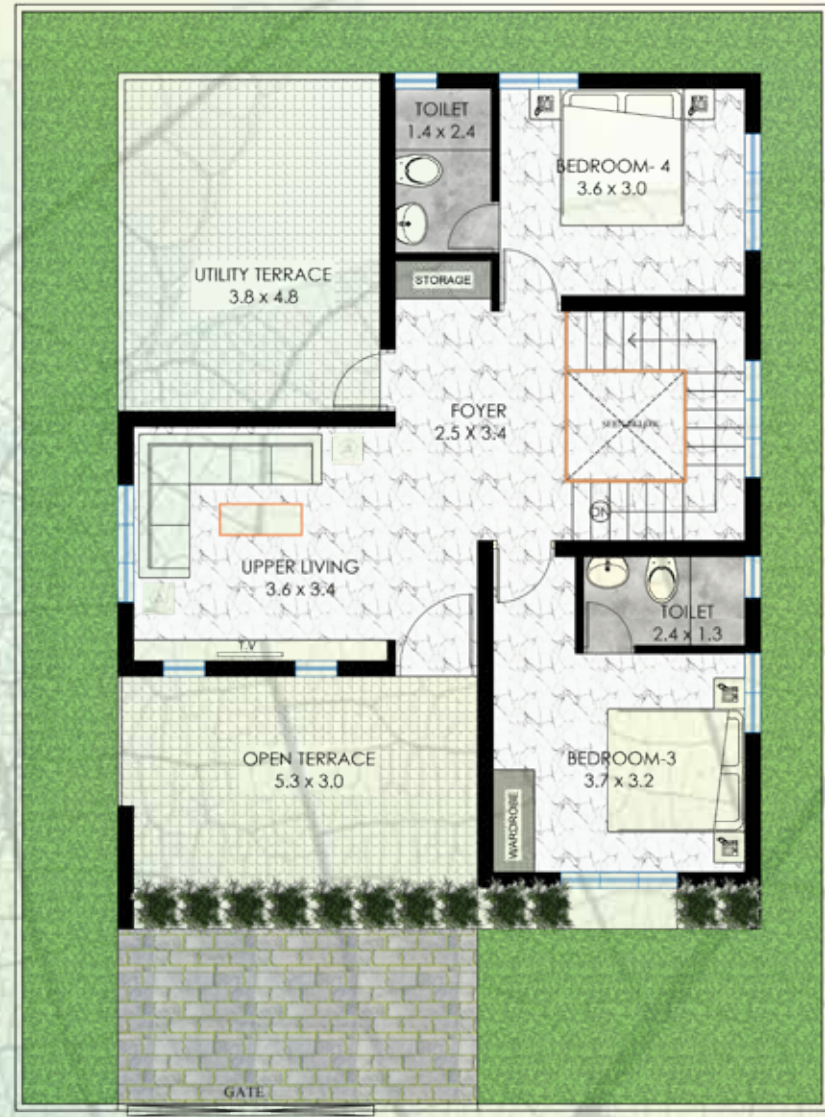 TOILET
1.4 x 2.4
BEDROOM- 4
3.6 x 3.0
UTILITY TERRACE
3.8 x 4.8
STORAGE
FOYER
2.5 X 3.4
DN
UPPER LIVING
3.6 x 3.4
T.V
TOILET
2.4 x 1.3
OPEN TERRACE
5.3 x 3.0
BEDROOM-3
3.7 x 3.2
WARDROBE
GATE